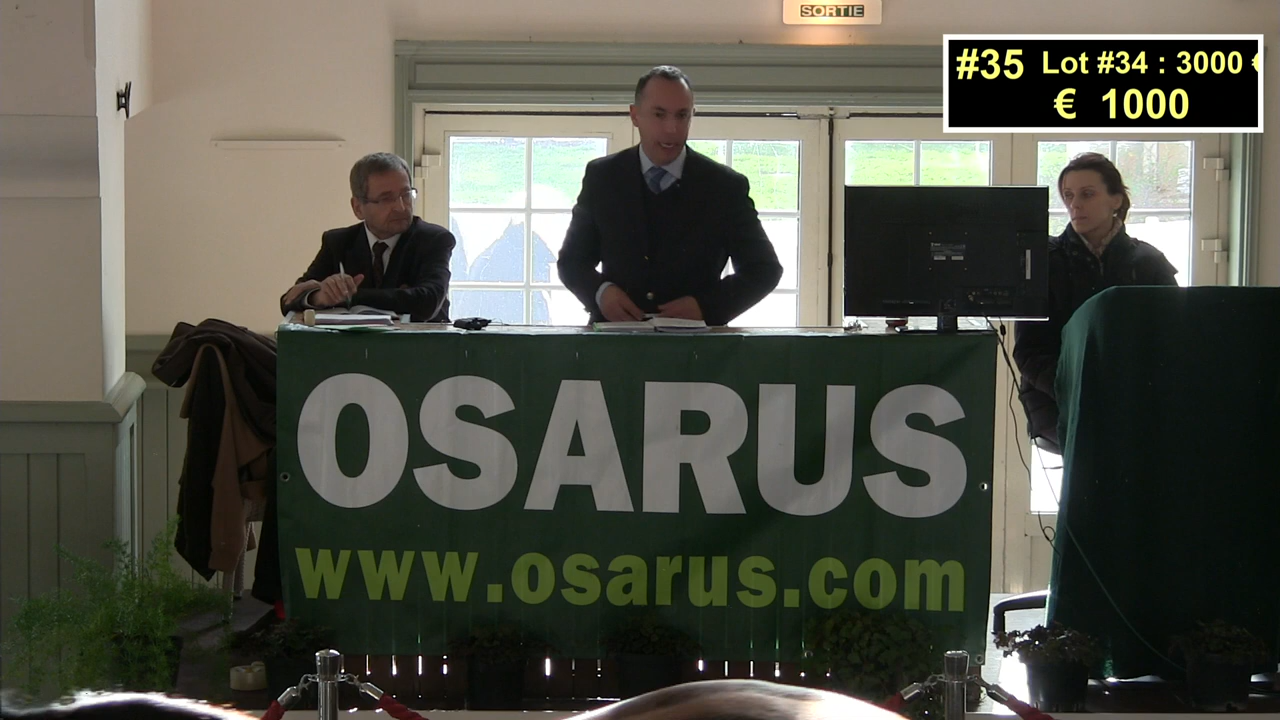 SORTIE
#35 Lot #34 : 3000 €
€ 1000
OSARUS
www.osarus.com